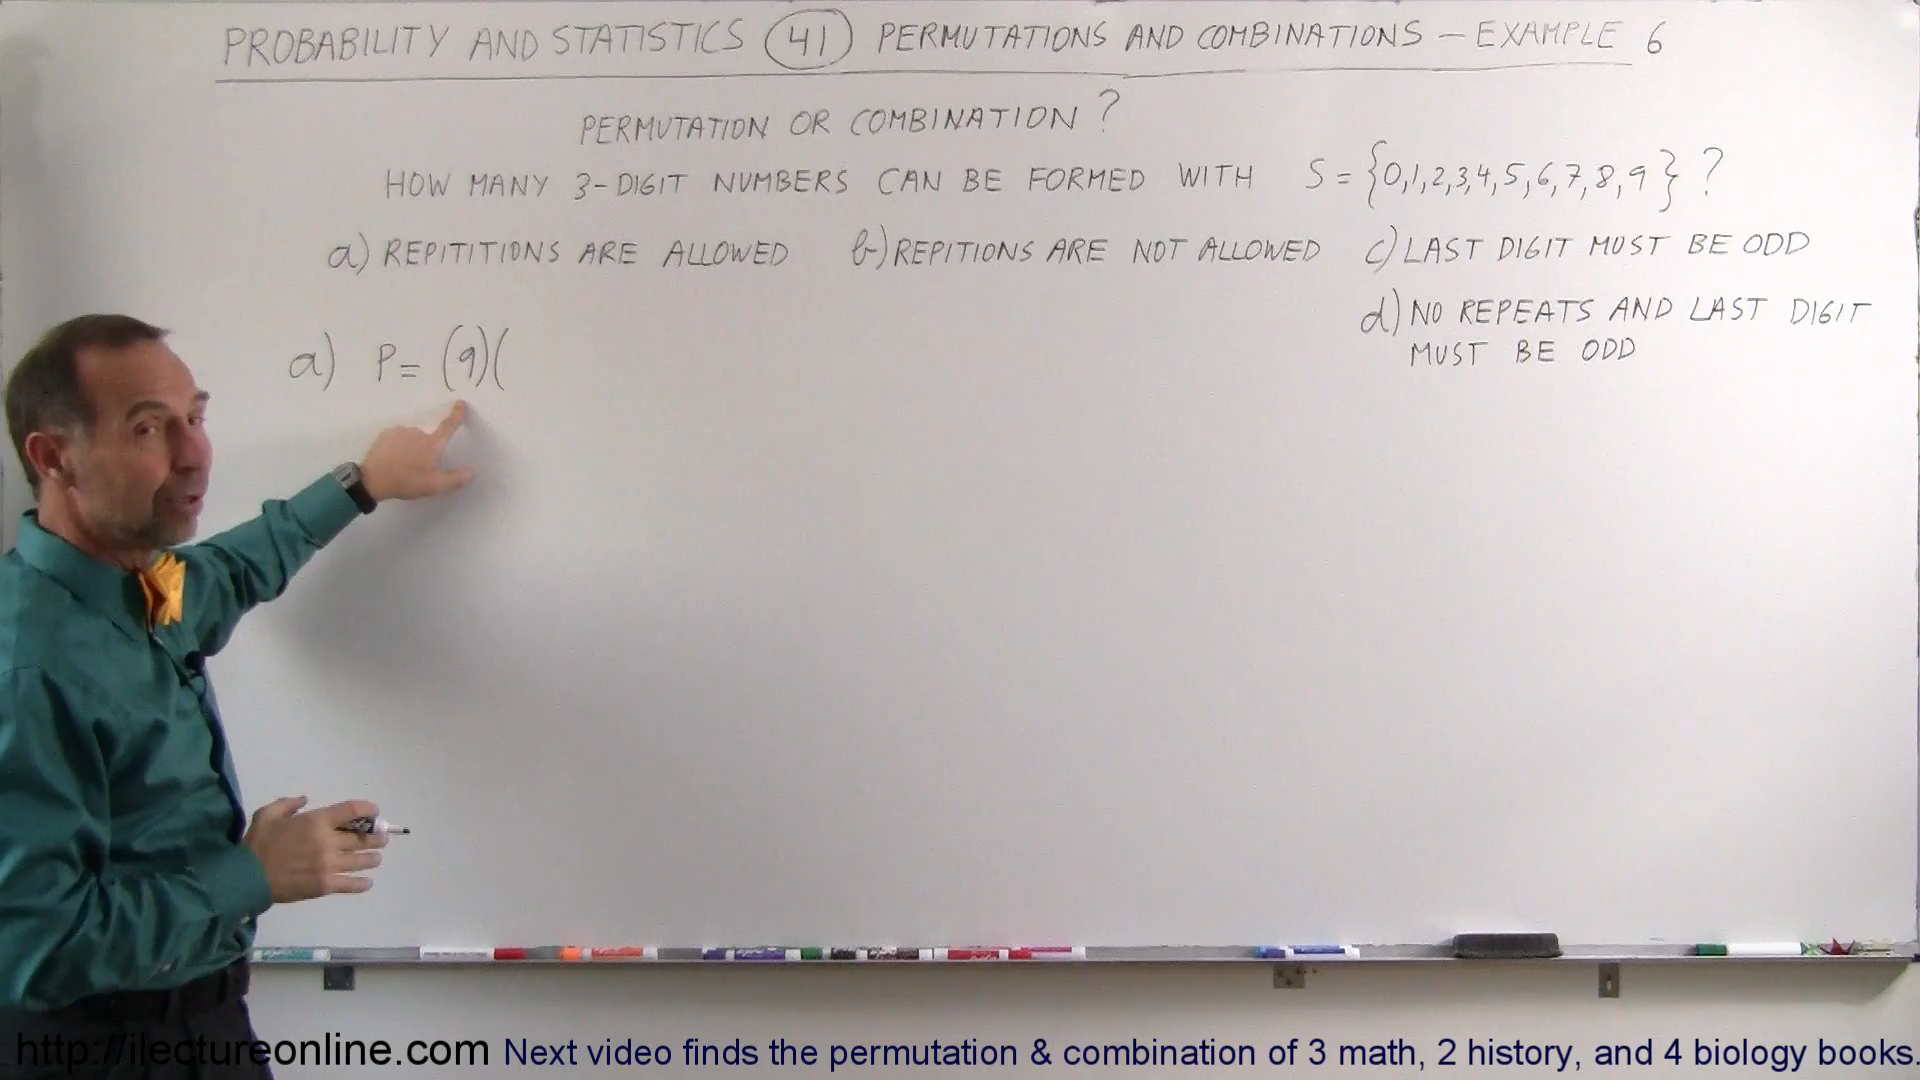 PROBABILITY AND STATISTICS 41 PERMUTATIONS AND COMBINATIONS - EXAMPLE 6
PERMUTATION OR COMBINATION?
HOW MANY 3-DIGIT NUMBERS CAN BE FORMED WITH S = {0,1,2,3,4,5,6,7,8,9}?
a) REPITITIONS ARE ALLOWED b) REPITIONS ARE NOT ALLOWED c) LAST DIGIT MUST BE ODD
d) NO REPEATS AND LAST DIGIT
MUST BE ODD
a) P = (9)(
http://ilectureonline.com Next video finds the permutation & combination of 3 math, 2 history, and 4 biology books.